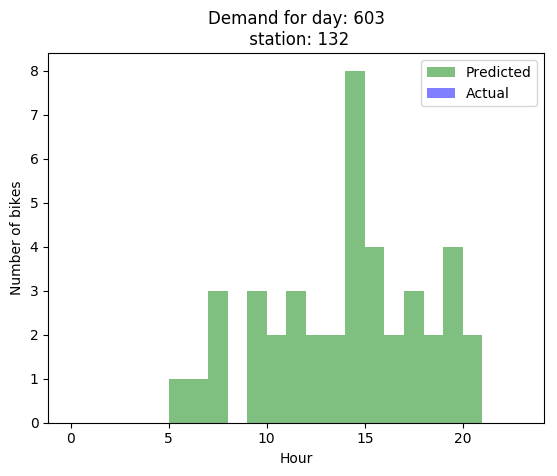 Demand for day: 603
station: 132
Predicted
Actual
Number of bikes
8
7
6
5
4
3
2
1
0
0 5 10 15 20
Hour